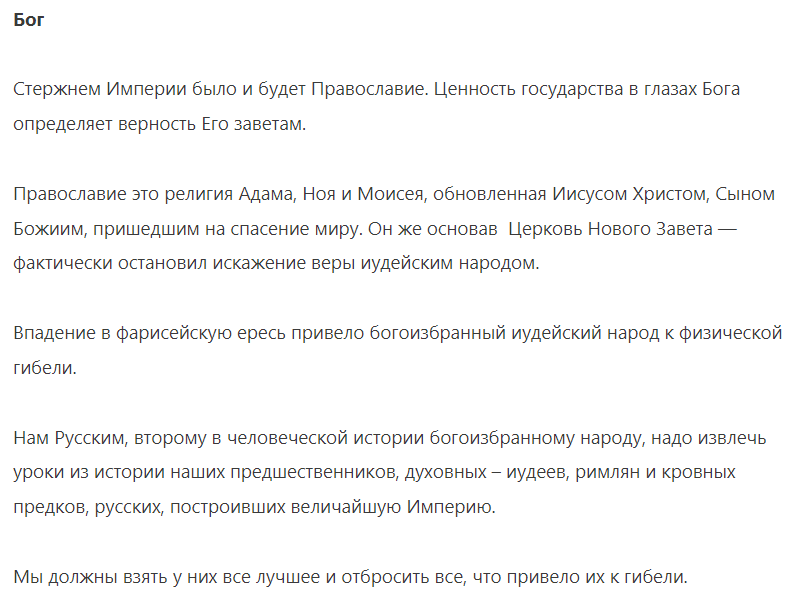 Бог
Стержнем Империи было и будет Православие. Ценность государства в глазах Бога
определяет верность Его заветам.
Православие это религия Адама, Ноя и Моисея, обновленная Иисусом Христом, Сыном
Божиим, пришедшим на спасение миру. Он же основав  Церковь Нового Завета —
фактически остановил искажение веры иудейским народом.
Впадение в фарисейскую ересь привело богоизбранный иудейский народ к физической
гибели.
Нам Русским, второму в человеческой истории богоизбранному народу, надо извлечь
уроки из истории наших предшественников, духовных – иудеев, римлян и кровных
предков, русских, построивших величайшую Империю.
Мы должны взять у них все лучшее и отбросить все, что привело их к гибели.